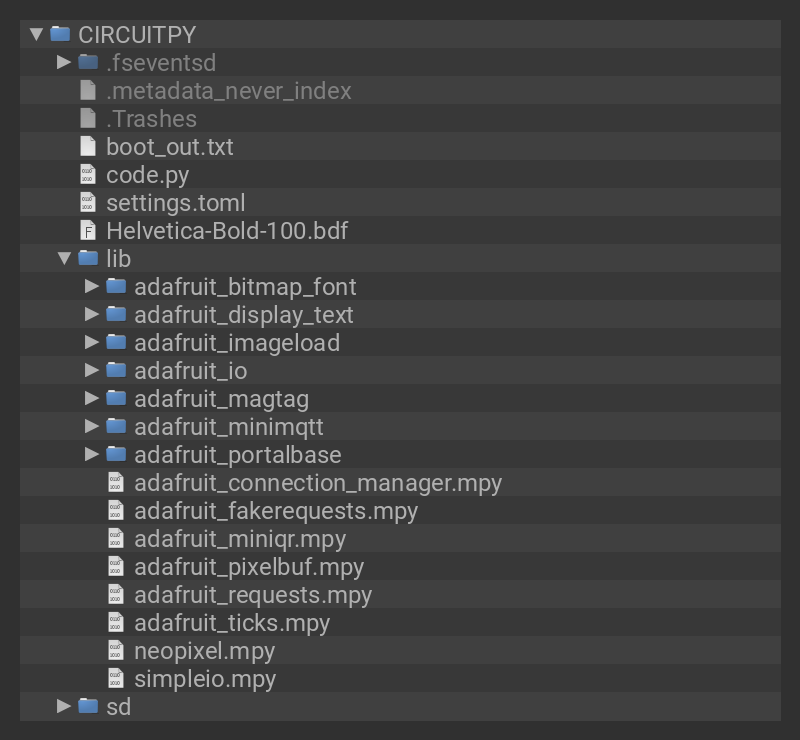 CIRCUITPY
.fseventsd
.metadata_never_index
.Trashes
boot_out.txt
code.py
settings.toml
Helvetica-Bold-100.bdf
lib
adafruit_bitmap_font
adafruit_display_text
adafruit_imageload
adafruit_io
adafruit_magtag
adafruit_minimqtt
adafruit_portalbase
adafruit_connection_manager.mpy
adafruit_fakerequests.mpy
adafruit_miniqr.mpy
adafruit_pixelbuf.mpy
adafruit_requests.mpy
adafruit_ticks.mpy
neopixel.mpy
simpleio.mpy
sd